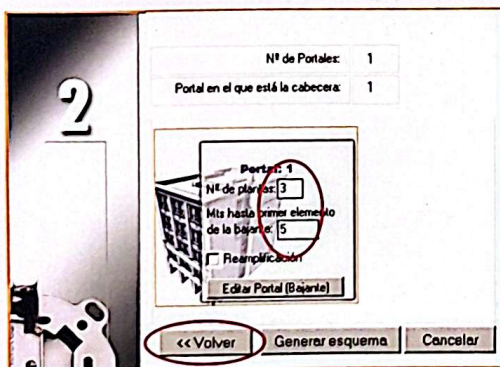 2
Nº de Portales: 1
Portal en el que está la cabecera: 1
Portal: 1
Nº de plantas: 3
Mts hasta primer elemento
de la bajante: 5
Reamplificación
Editar Portal (Bajante)
<< Volver
Generar esquema
Cancelar